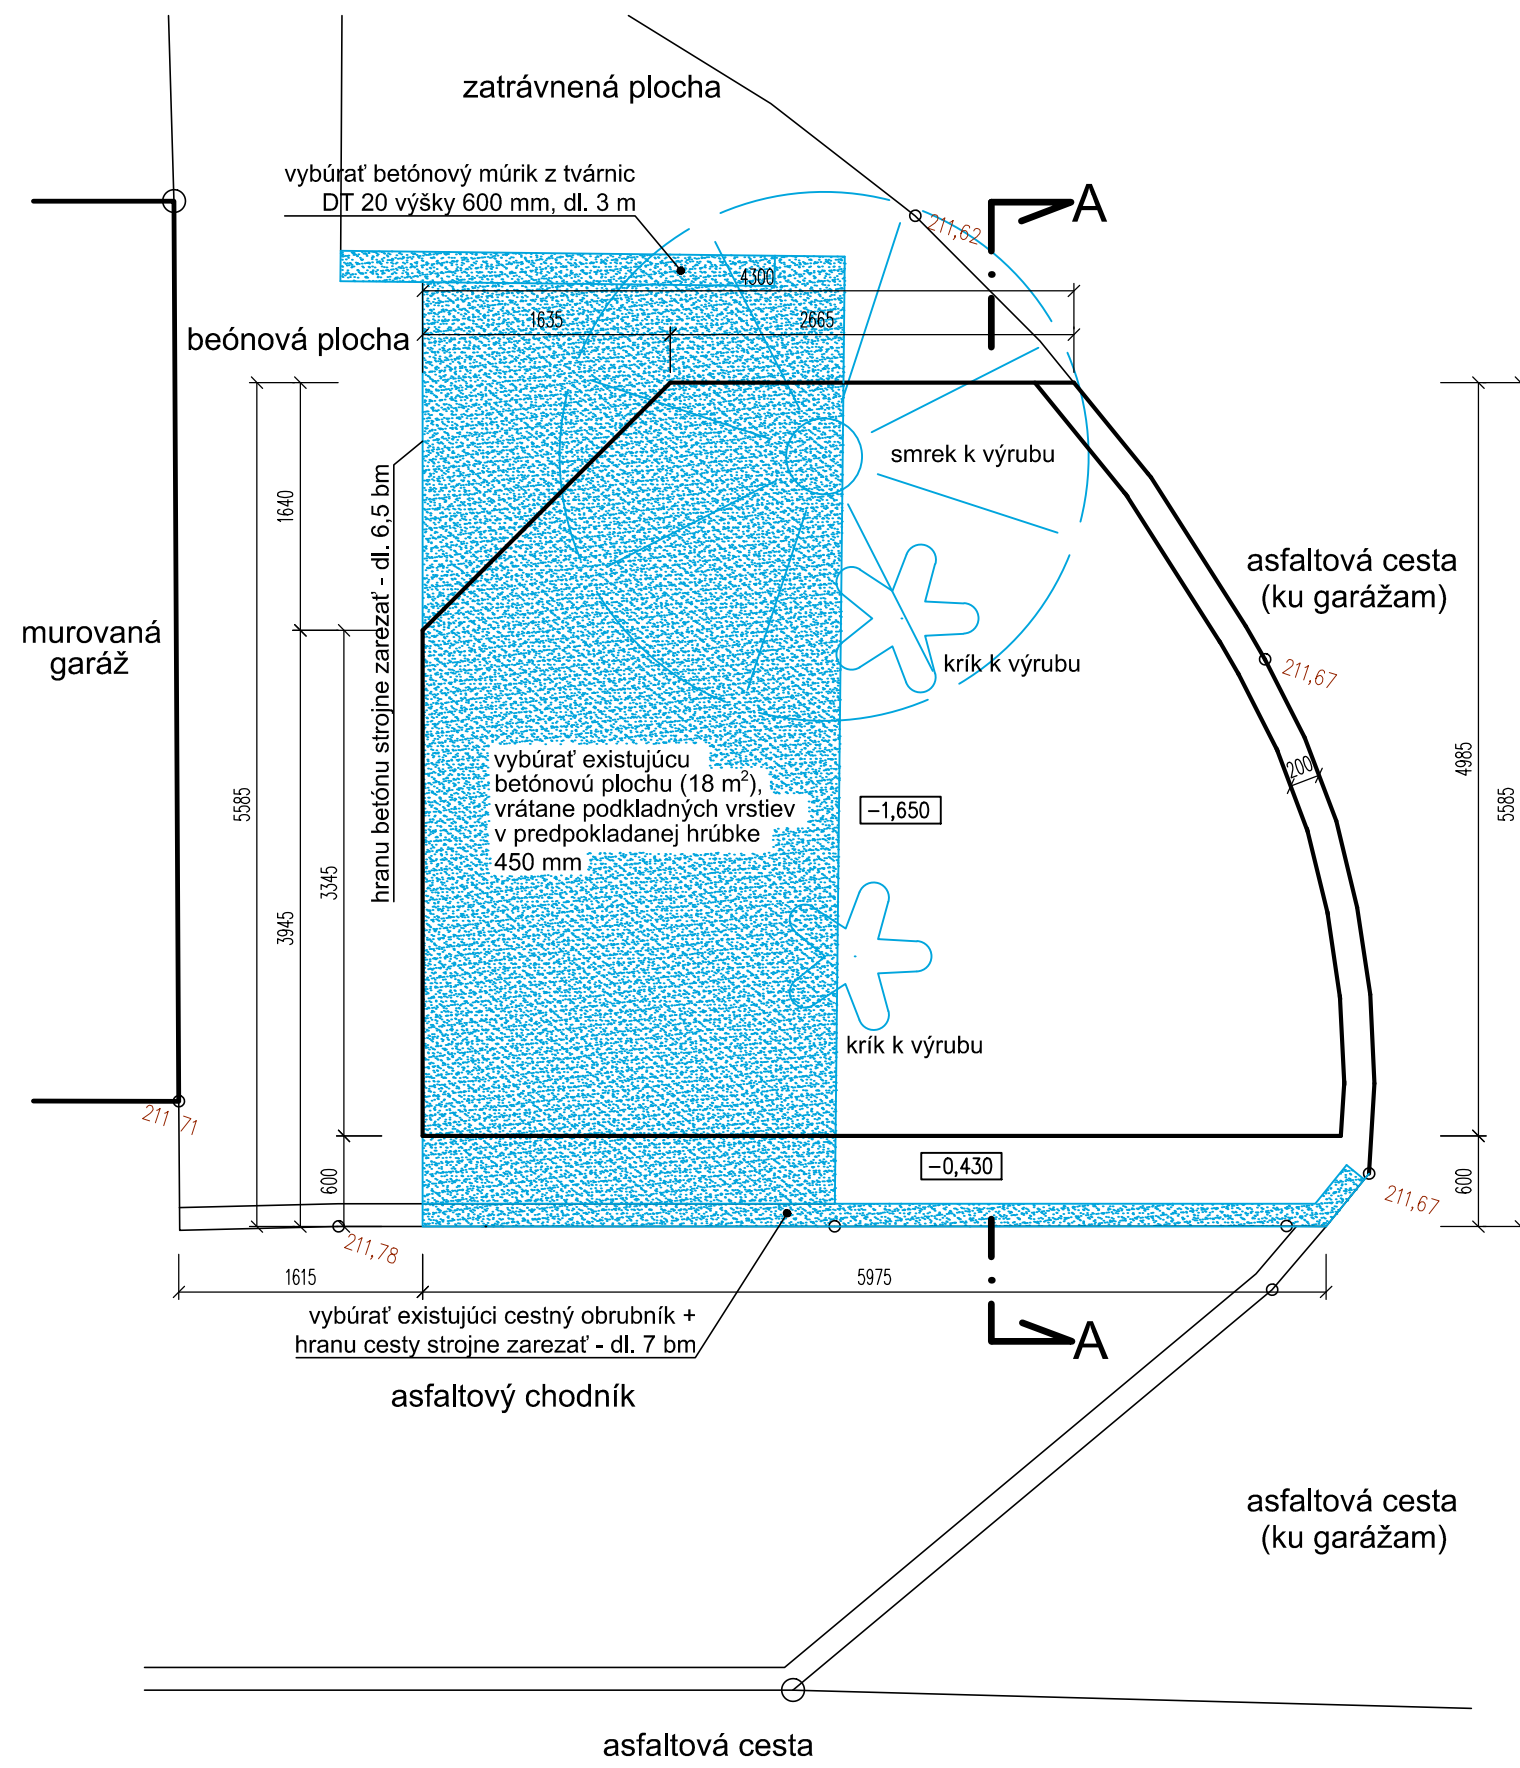 zatrávnená plocha
vybúrať betónový múrik z tvárnic
DT 20 výšky 600 mm, dl. 3 m
A
211,62
4300
1635
2665
beónová plocha
smrek k výrubu
hranu betónu strojne zarezať - dl. 6,5 bm
1640
asfaltová cesta
(ku garážam)
murovaná
garáž
krík k výrubu
211,67
vybúrať existujúcu
betónovú plochu (18 m²),
vrátane podkladných vrstiev
v predpokladanej hrúbke
450 mm
200
4985
5585
5585
-1,650
3345
3945
krík k výrubu
211,71
-0,430
600
600
211,67
211,78
1615
5975
vybúrať existujúci cestný obrubník +
hranu cesty strojne zarezať - dl. 7 bm
A
asfaltový chodník
asfaltová cesta
(ku garážam)
asfaltová cesta